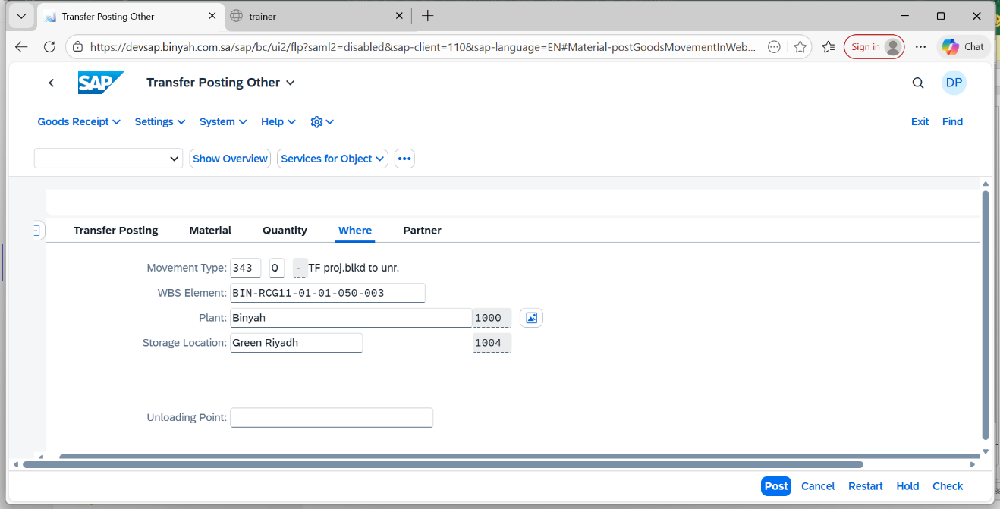 Transfer Posting Other
trainer
https://devsap.binyah.com.sa/sap/bc/ui2/flp?saml2=disabled&sap-client=110&sap-language=EN#Material-postGoodsMovementInWeb...
Sign in
Chat
SAP
Transfer Posting Other
DP
Goods Receipt Settings System Help
Exit Find
Show Overview Services for Object
Transfer Posting Material Quantity Where Partner
Movement Type: 343 Q - TF proj.blkd to unr.
WBS Element: BIN-RCG11-01-01-050-003
Plant: Binyah 1000
Storage Location: Green Riyadh 1004
Unloading Point:
Post Cancel Restart Hold Check